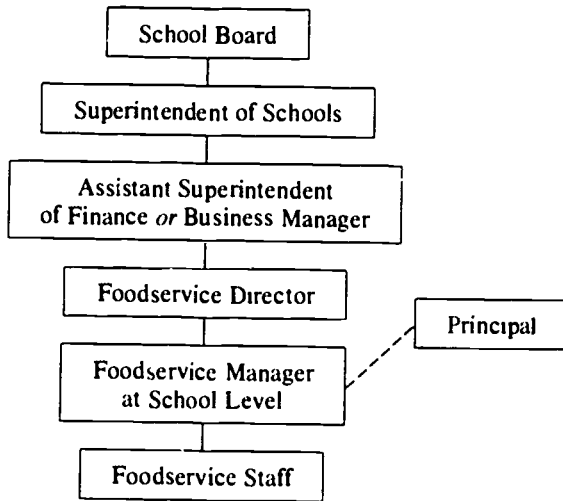 School Board
Superintendent of Schools
Assistant Superintendent
of Finance or Business Manager
Foodservice Director
Principal
Foodservice Manager
at School Level
Foodservice Staff